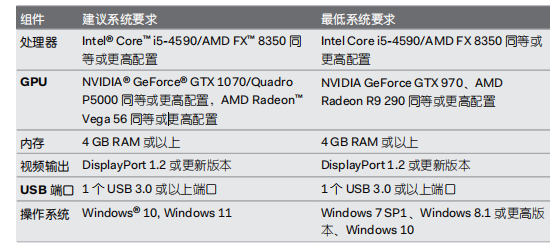 组件 建议系统要求 最低系统要求
处理器 Intel® Core™ i5-4590/AMD FX™ 8350 同等或更高配置 Intel Core i5-4590/AMD FX 8350 同等或更高配置
GPU NVIDIA® GeForce® GTX 1070/Quadro P5000 同等或更高配置，AMD Radeon™ Vega 56 同等或更高配置 NVIDIA GeForce GTX 970、AMD Radeon R9 290 同等或更高配置
内存 4 GB RAM 或以上 4 GB RAM 或以上
视频输出 DisplayPort 1.2 或更新版本 DisplayPort 1.2 或更新版本
USB 端口 1 个 USB 3.0 或以上端口 1 个 USB 3.0 或以上端口
操作系统 Windows® 10, Windows 11 Windows 7 SP1、Windows 8.1 或更高版本、Windows 10